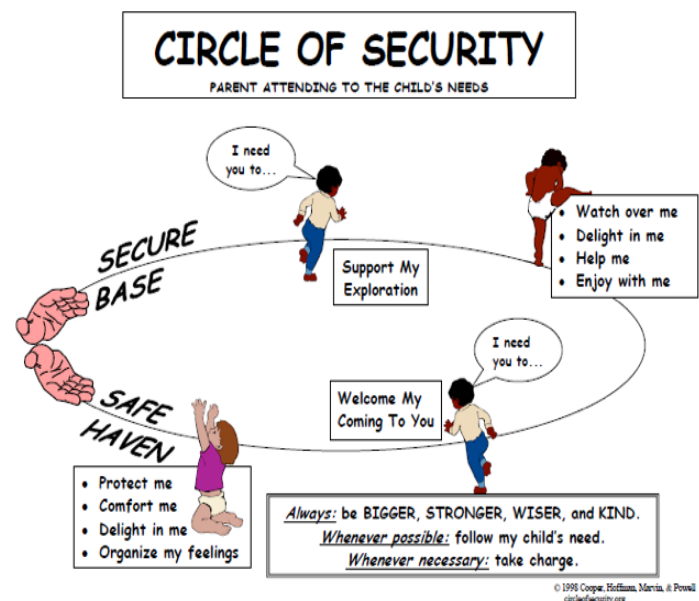 CIRCLE OF SECURITY
PARENT ATTENDING TO THE CHILD'S NEEDS
I need
you to...
SECURE
BASE
Support My
Exploration
• Watch over me
• Delight in me
• Help me
• Enjoy with me
I need
you to...
Welcome My
Coming To You
SAFE
HAVEN
• Protect me
• Comfort me
• Delight in me
• Organize my feelings
Always: be BIGGER, STRONGER, WISER, and KIND.
Whenever possible: follow my child's need.
Whenever necessary: take charge.
© 1998 Cooper, Hoffman, Marvin, & Powell
circleofsecurity.org